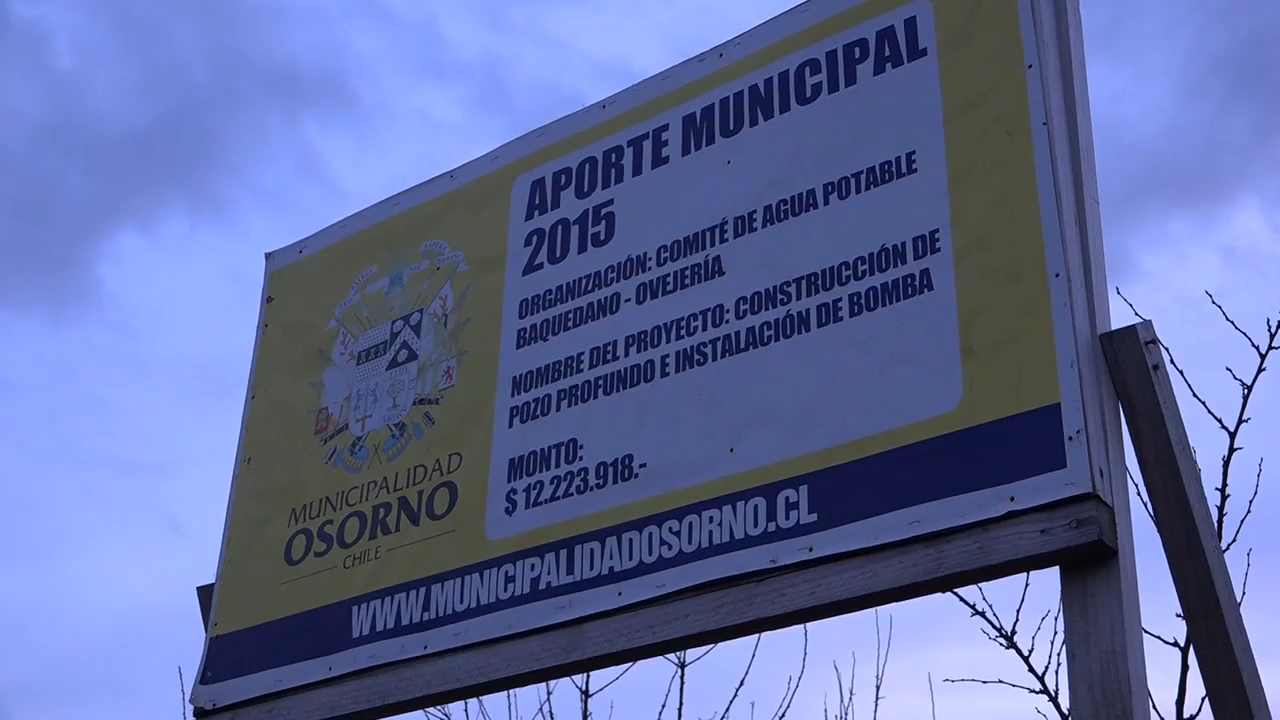 APORTE MUNICIPAL
2015
ORGANIZACIÓN: COMITÉ DE AGUA POTABLE
BAQUEDANO - OVEJERÍA
NOMBRE DEL PROYECTO: CONSTRUCCIÓN DE
POZO PROFUNDO E INSTALACIÓN DE BOMBA
MONTO:
$ 12.223.918.-
MUNICIPALIDAD
OSORNO
CHILE
WWW.MUNICIPALIDADOSORNO.CL